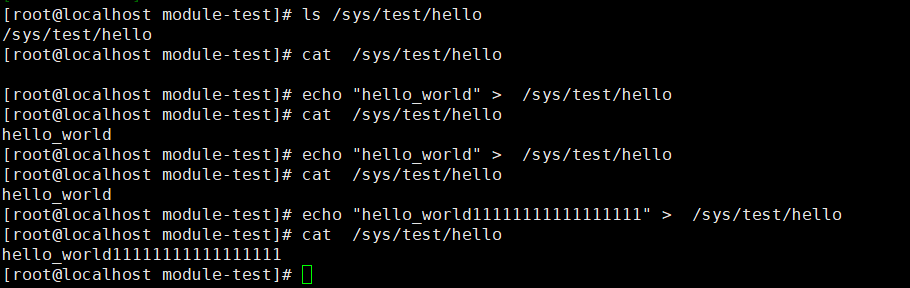 [root@localhost module-test]# ls /sys/test/hello
/sys/test/hello
[root@localhost module-test]# cat  /sys/test/hello
[root@localhost module-test]# echo "hello_world" >  /sys/test/hello
[root@localhost module-test]# cat  /sys/test/hello
hello_world
[root@localhost module-test]# echo "hello_world" >  /sys/test/hello
[root@localhost module-test]# cat  /sys/test/hello
hello_world
[root@localhost module-test]# echo "hello_world11111111111111111" >  /sys/test/hello
[root@localhost module-test]# cat  /sys/test/hello
hello_world11111111111111111
[root@localhost module-test]#